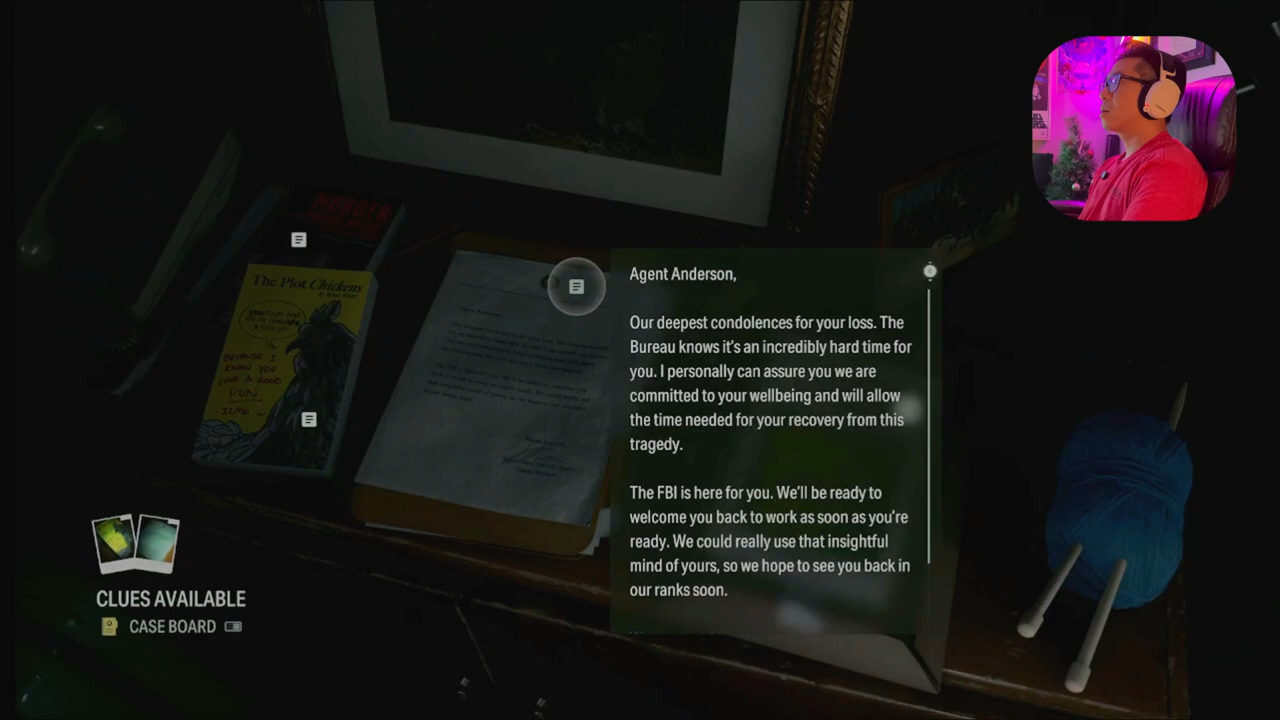 The Plot Chickens
BECAUSE I
KNOW YOU
LOVE A GOOD
PUN
Agent Anderson,
Our deepest condolences for your loss. The
Bureau knows it's an incredibly hard time for
you. I personally can assure you we are
committed to your wellbeing and will allow
the time needed for your recovery from this
tragedy.
The FBI is here for you. We'll be ready to
welcome you back to work as soon as you're
ready. We could really use that insightful
mind of yours, so we hope to see you back in
our ranks soon.
...
CLUES AVAILABLE
CASE BOARD